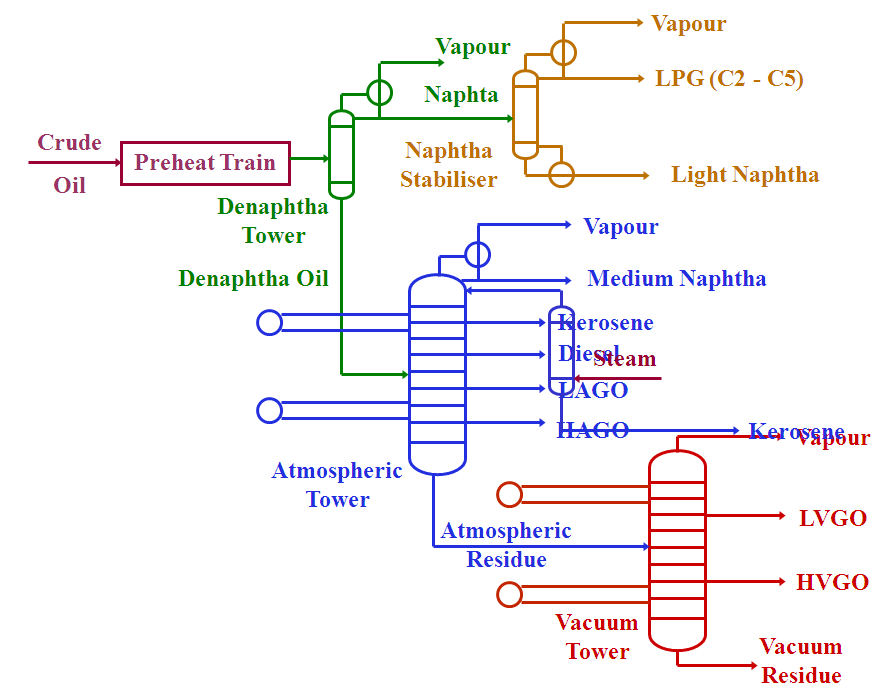 Vapour
Vapour
LPG (C2 - C5)
Naphta
Crude
Oil
Preheat Train
Naphtha
Stabiliser
Light Naphtha
Denaphtha
Tower
Vapour
Denaphtha Oil
Medium Naphtha
Kerosene
Diesel
Steam
LAGO
HAGO
Kerosene
Vapour
Atmospheric
Tower
LVGO
Atmospheric
Residue
HVGO
Vacuum
Tower
Vacuum
Residue